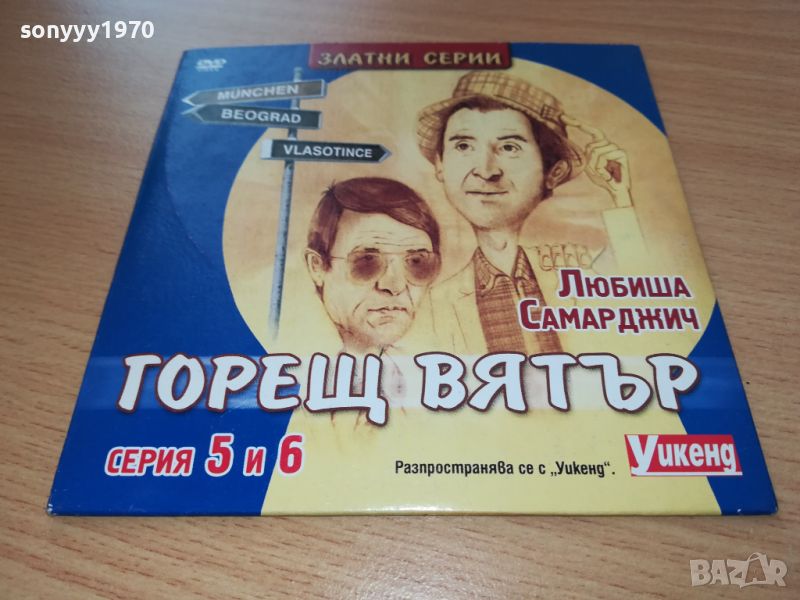 sonyyy1970
DVD
ЗЛАТНИ СЕРИИ
MÜNCHEN
BEOGRAD
VLASOTINCE
ЛЮБИША
САМАРДЖИЧ
ГОРЕЩ ВЯТЪР
СЕРИЯ 5 И 6
Разпространява се с „Уикенд“.
Уикенд
BAZAR